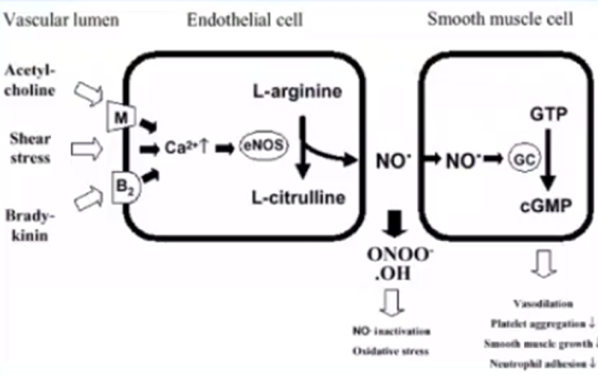 Vascular lumen
Endothelial cell
Smooth muscle cell
Acetyl-
choline
M
Shear
stress
Ca²⁺↑
eNOS
B₂
Brady-
kinin
L-arginine
L-citrulline
NO·
NO·
GC
GTP
cGMP
ONOO⁻
.OH
NO inactivation
Oxidative stress
Vasodilation
Platelet aggregation ↓
Smooth muscle growth ↓
Neutrophil adhesion ↓